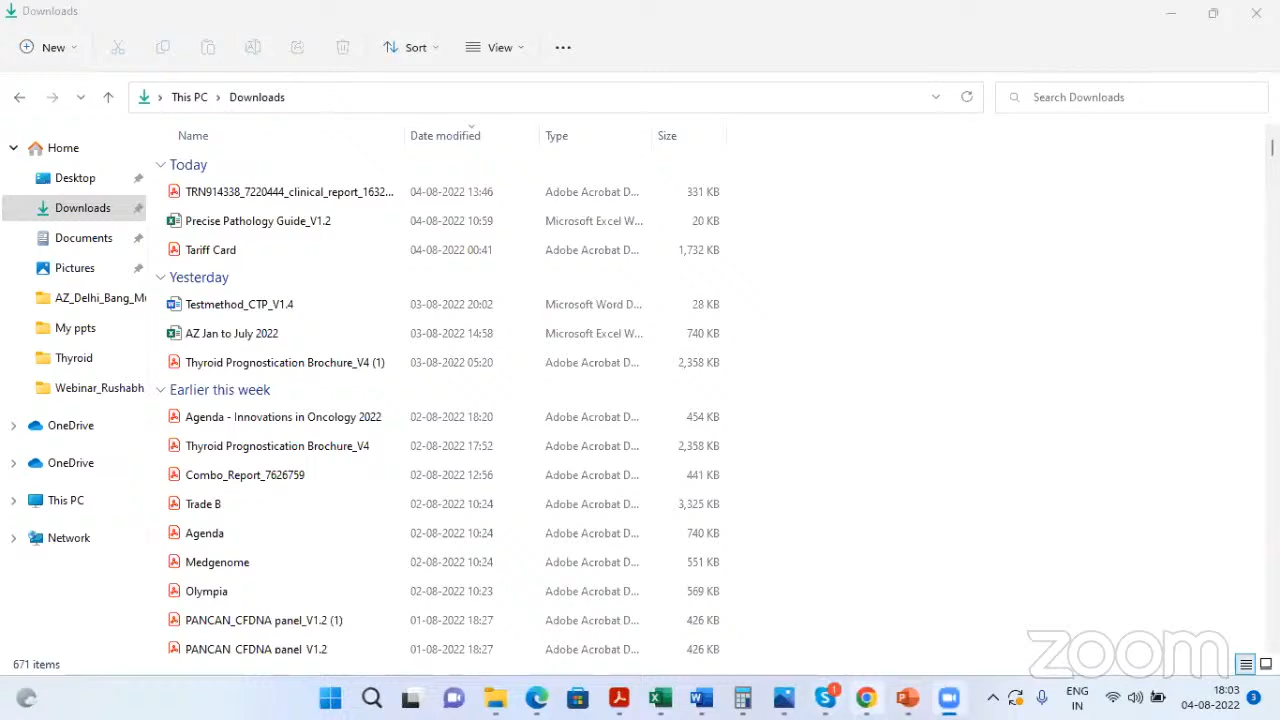 Downloads
New Sort View ...
This PC > Downloads Search Downloads
Name Date modified Type Size
Home
Desktop
Downloads
Documents
Pictures
AZ_Delhi_Bang_M
My ppts
Thyroid
Webinar_Rushabh
OneDrive
OneDrive
This PC
Network
Today
TRN914338_7220444_clinical_report_1632... 04-08-2022 13:46 Adobe Acrobat D... 331 KB
Precise Pathology Guide_V1.2 04-08-2022 10:59 Microsoft Excel W... 20 KB
Tariff Card 04-08-2022 00:41 Adobe Acrobat D... 1,732 KB
Yesterday
Testmethod_CTP_V1.4 03-08-2022 20:02 Microsoft Word D... 28 KB
AZ Jan to July 2022 03-08-2022 14:58 Microsoft Excel W... 740 KB
Thyroid Prognostication Brochure_V4 (1) 03-08-2022 05:20 Adobe Acrobat D... 2,358 KB
Earlier this week
Agenda - Innovations in Oncology 2022 02-08-2022 18:20 Adobe Acrobat D... 454 KB
Thyroid Prognostication Brochure_V4 02-08-2022 17:52 Adobe Acrobat D... 2,358 KB
Combo_Report_7626759 02-08-2022 12:56 Adobe Acrobat D... 441 KB
Trade B 02-08-2022 10:24 Adobe Acrobat D... 3,325 KB
Agenda 02-08-2022 10:24 Adobe Acrobat D... 740 KB
Medgenome 02-08-2022 10:24 Adobe Acrobat D... 551 KB
Olympia 02-08-2022 10:23 Adobe Acrobat D... 569 KB
PANCAN_CFDNA panel_V1.2 (1) 01-08-2022 18:27 Adobe Acrobat D... 426 KB
PANCAN_CFDNA panel_V1.2 01-08-2022 18:27 Adobe Acrobat D... 426 KB
671 items
zoom
1
ENG
IN
18:03
04-08-2022
3